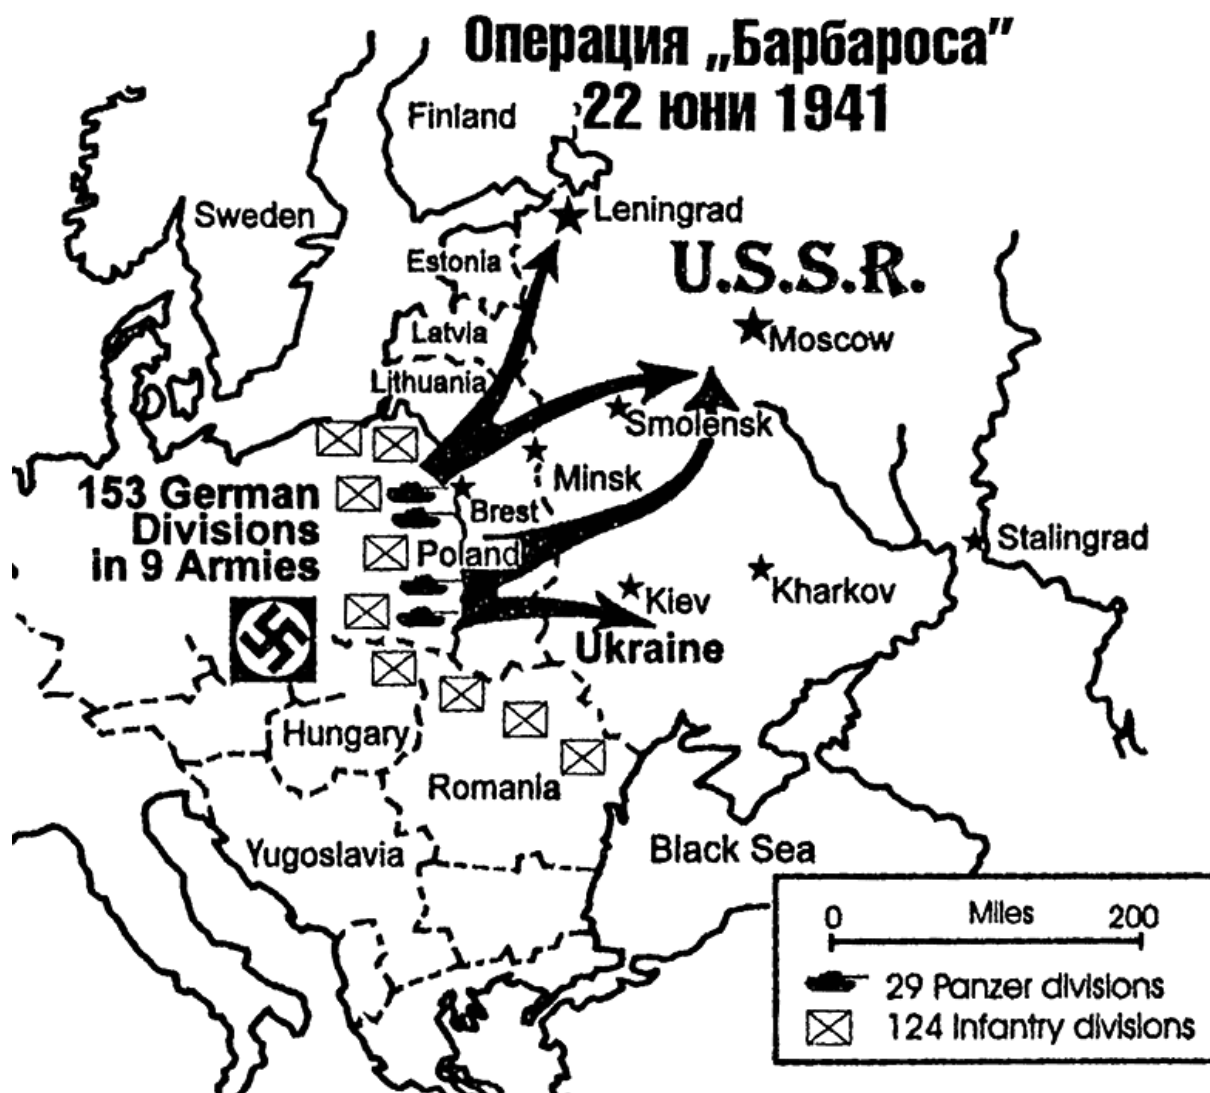 Операция „Барбароса”
22 юни 1941
Finland
Sweden
Leningrad
Estonia
U.S.S.R.
Latvia
Moscow
Lithuania
Smolensk
153 German
Divisions
in 9 Armies
Minsk
Brest
Poland
Stalingrad
Kiev
Kharkov
Ukraine
Hungary
Romania
Yugoslavia
Black Sea
0 Miles 200
29 Panzer divisions
124 Infantry divisions